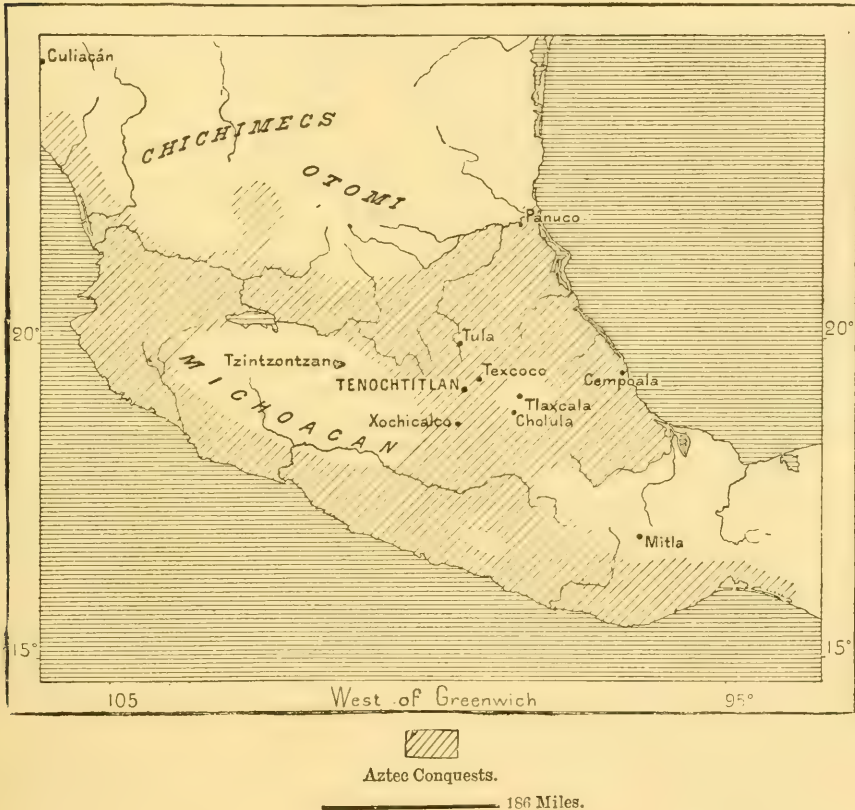 Culiacán
CHICHIMECS
OTOMI
Pánuco
20°
20°
Tula
Tzintzontzan
Texcoco
TENOCHTITLAN
Cempoala
MICHOACAN
Tlaxcala
Xochicalco
Cholula
Mitla
15°
15°
105
West of Greenwich
95°
Aztec Conquests.
186 Miles.